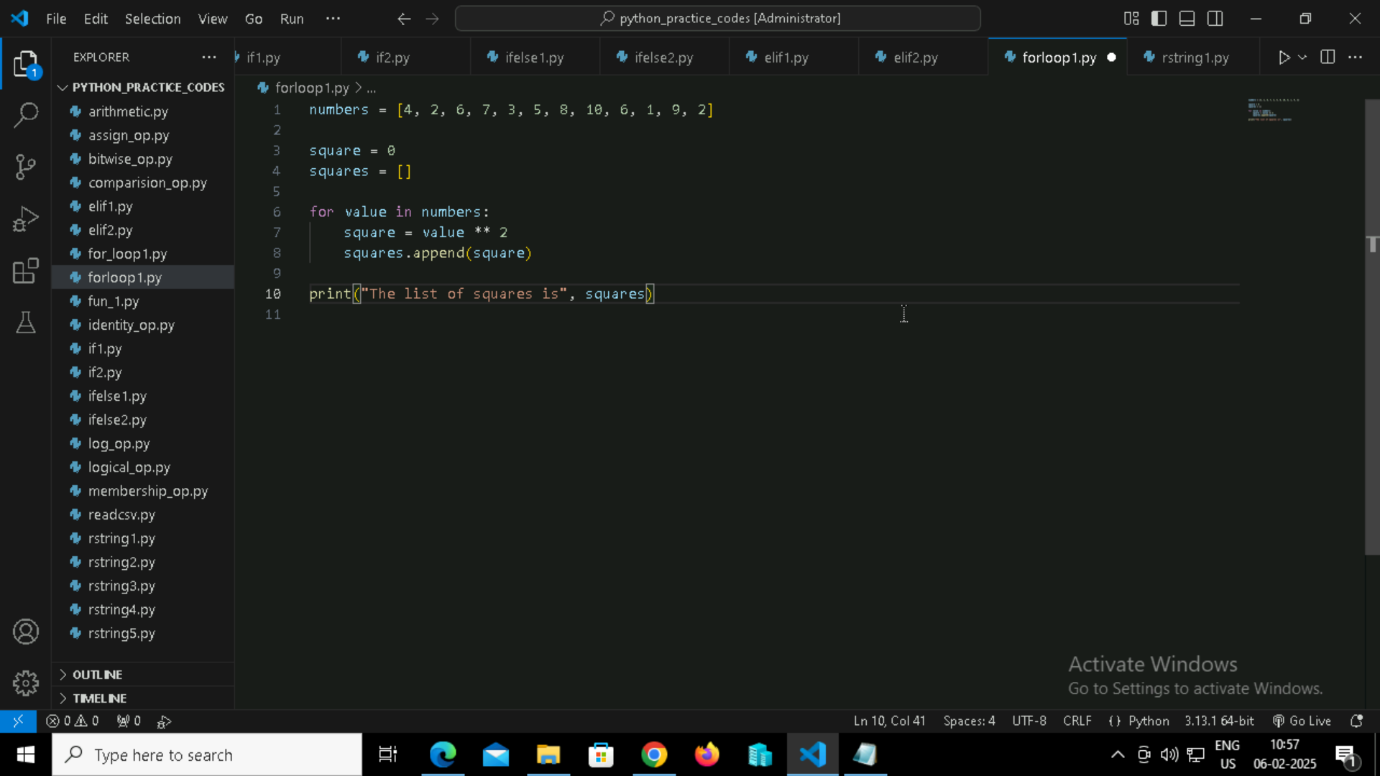 File Edit Selection View Go Run ··· python_practice_codes [Administrator]
EXPLORER ···
if1.py if2.py ifelse1.py ifelse2.py elif1.py elif2.py forloop1.py rstring1.py ···
1
PYTHON_PRACTICE_CODES
arithmetic.py
assign_op.py
bitwise_op.py
comparision_op.py
elif1.py
elif2.py
for_loop1.py
forloop1.py
fun_1.py
identity_op.py
if1.py
if2.py
ifelse1.py
ifelse2.py
log_op.py
logical_op.py
membership_op.py
readcsv.py
rstring1.py
rstring2.py
rstring3.py
rstring4.py
rstring5.py
OUTLINE
TIMELINE
forloop1.py > ...
1 numbers = [4, 2, 6, 7, 3, 5, 8, 10, 6, 1, 9, 2]
2
3 square = 0
4 squares = []
5
6 for value in numbers:
7 square = value ** 2
8 squares.append(square)
9
10 print("The list of squares is", squares)
11
Activate Windows
Go to Settings to activate Windows.
0 0 0 Ln 10, Col 41 Spaces: 4 UTF-8 CRLF {} Python 3.13.1 64-bit Go Live
Type here to search
ENG
US
10:57
06-02-2025
1